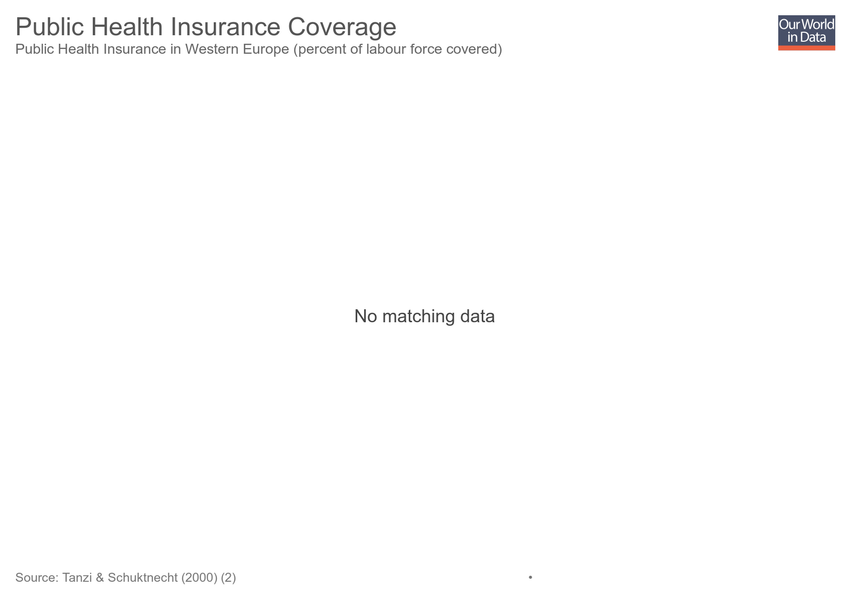 Public Health Insurance Coverage
Public Health Insurance in Western Europe (percent of labour force covered)
Our World
in Data
No matching data
Source: Tanzi & Schuktnecht (2000) (2)
•